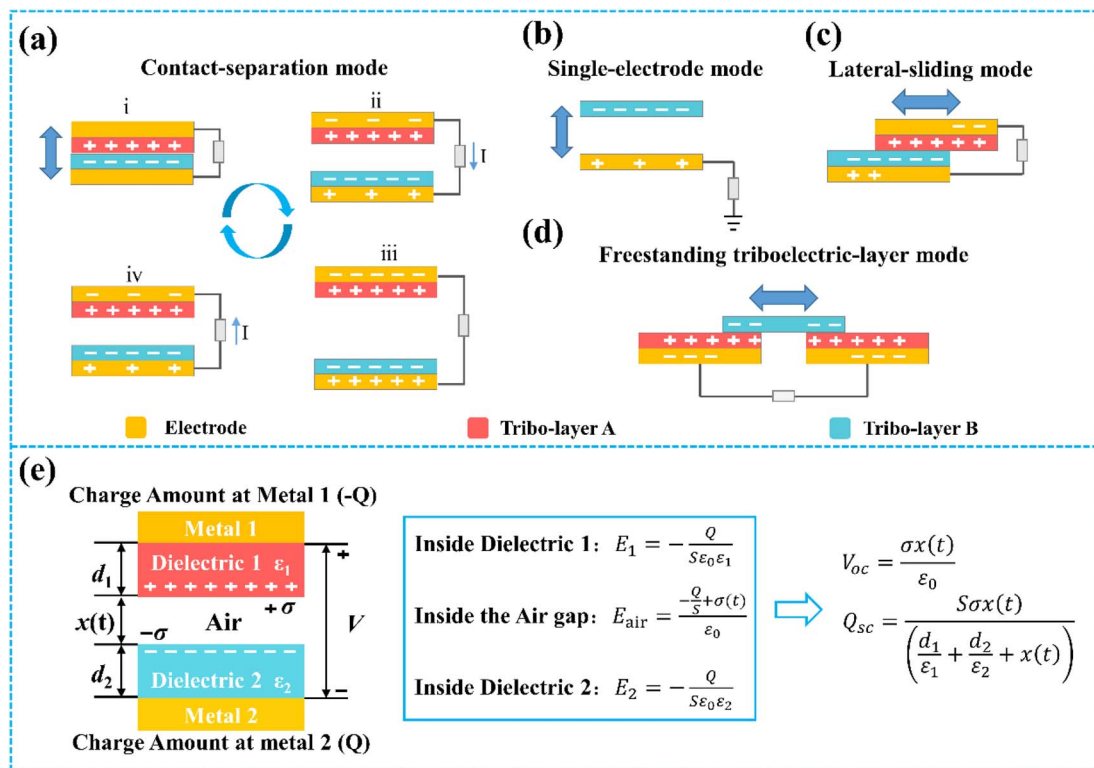 (a)
Contact-separation mode
i
+ + + + +
− − − − −
ii
− − −
+ + + + +
I
− − − − −
+ + +
iv
− − −
+ + + + +
I
− − − − −
+ + +
iii
− − − − −
+ + + + +
− − − − −
+ + + + +
(b)
Single-electrode mode
− − − − −
+ + +
(c)
Lateral-sliding mode
− −
+ + + + +
− − − − − −
+ +
(d)
Freestanding triboelectric-layer mode
− − − −
+ + + + + + + + + +
− − − − − −
Electrode
Tribo-layer A
Tribo-layer B
(e)
Charge Amount at Metal 1 (-Q)
Metal 1
Dielectric 1 ε₁
+ + + + + + + +
+ σ
Air
−σ
− − − − − − − −
Dielectric 2 ε₂
Metal 2
d₁
x(t)
d₂
+
V
−
Charge Amount at metal 2 (Q)
Inside Dielectric 1： E₁ = −Q/(Sε₀ε₁)
Inside the Air gap: E_air = (−Q/S+σ(t))/ε₀
Inside Dielectric 2： E₂ = −Q/(Sε₀ε₂)
V_oc = σx(t)/ε₀
Q_sc = Sσx(t)/(d₁/ε₁ + d₂/ε₂ + x(t))